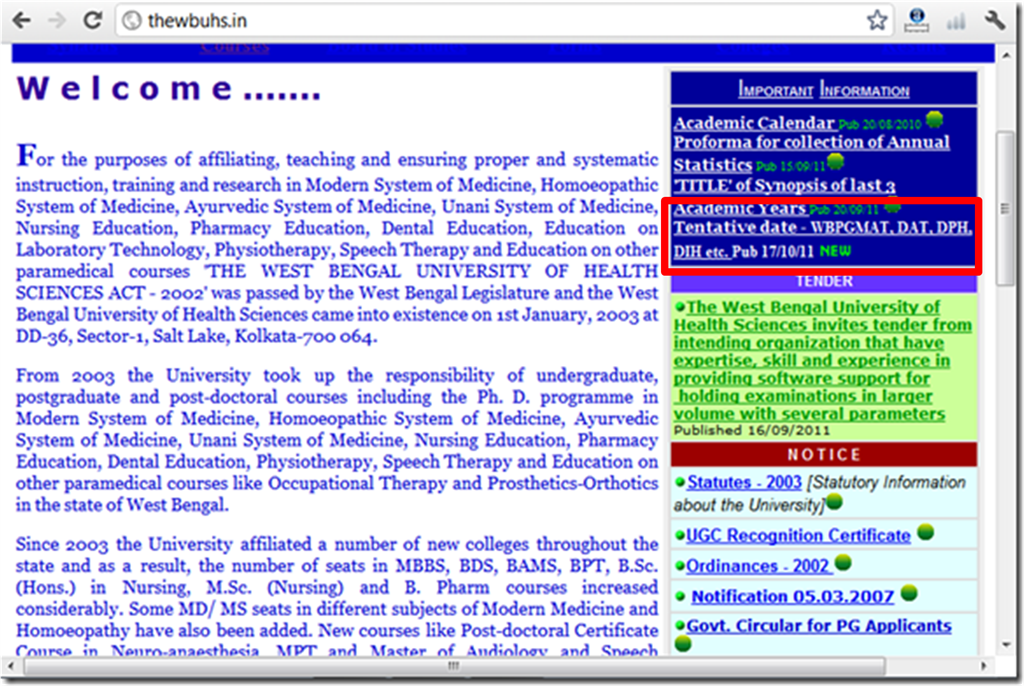 thewbuhs.in
Courses
W e l c o m e .......
For the purposes of affiliating, teaching and ensuring proper and systematic
instruction, training and research in Modern System of Medicine, Homoeopathic
System of Medicine, Ayurvedic System of Medicine, Unani System of Medicine,
Nursing Education, Pharmacy Education, Dental Education, Education on
Laboratory Technology, Physiotherapy, Speech Therapy and Education on other
paramedical courses 'THE WEST BENGAL UNIVERSITY OF HEALTH
SCIENCES ACT - 2002' was passed by the West Bengal Legislature and the West
Bengal University of Health Sciences came into existence on 1st January, 2003 at
DD-36, Sector-1, Salt Lake, Kolkata-700 064.
From 2003 the University took up the responsibility of undergraduate,
postgraduate and post-doctoral courses including the Ph. D. programme in
Modern System of Medicine, Homoeopathic System of Medicine, Ayurvedic
System of Medicine, Unani System of Medicine, Nursing Education, Pharmacy
Education, Dental Education, Physiotherapy, Speech Therapy and Education on
other paramedical courses like Occupational Therapy and Prosthetics-Orthotics
in the state of West Bengal.
Since 2003 the University affiliated a number of new colleges throughout the
state and as a result, the number of seats in MBBS, BDS, BAMS, BPT, B.Sc.
(Hons.) in Nursing, M.Sc. (Nursing) and B. Pharm courses increased
considerably. Some MD/ MS seats in different subjects of Modern Medicine and
Homoeopathy have also been added. New courses like Post-doctoral Certificate
Course in Neuro-anaesthesia, MPT and Master of Audiology and Speech
Important Information
Academic Calendar Pub 20/08/2010
Proforma for collection of Annual
Statistics Pub 15/09/11
'TITLE' of Synopsis of last 3
Academic Years Pub 20/09/11
Tentative date - WBPGMAT, DAT, DPH,
DIH etc. Pub 17/10/11 NEW
TENDER
The West Bengal University of
Health Sciences invites tender from
intending organization that have
expertise, skill and experience in
providing software support for
holding examinations in larger
volume with several parameters
Published 16/09/2011
NOTICE
Statutes - 2003 [Statutory Information
about the University]
UGC Recognition Certificate
Ordinances - 2002
Notification 05.03.2007
Govt. Circular for PG Applicants